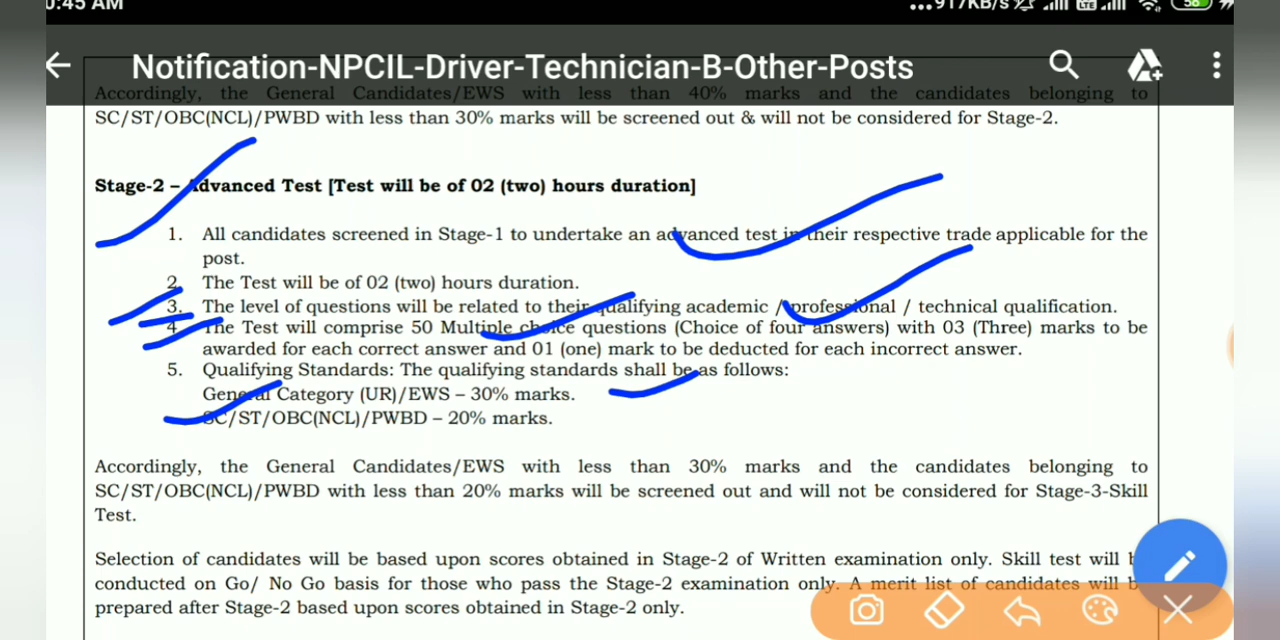 0:45 AM
...917KB/s
56
Notification-NPCIL-Driver-Technician-B-Other-Posts
Accordingly, the General Candidates/EWS with less than 40% marks and the candidates belonging to
SC/ST/OBC(NCL)/PWBD with less than 30% marks will be screened out & will not be considered for Stage-2.
Stage-2 – Advanced Test [Test will be of 02 (two) hours duration]
1. All candidates screened in Stage-1 to undertake an advanced test in their respective trade applicable for the
post.
2. The Test will be of 02 (two) hours duration.
3. The level of questions will be related to their qualifying academic / professional / technical qualification.
4. The Test will comprise 50 Multiple choice questions (Choice of four answers) with 03 (Three) marks to be
awarded for each correct answer and 01 (one) mark to be deducted for each incorrect answer.
5. Qualifying Standards: The qualifying standards shall be as follows:
General Category (UR)/EWS – 30% marks.
SC/ST/OBC(NCL)/PWBD – 20% marks.
Accordingly, the General Candidates/EWS with less than 30% marks and the candidates belonging to
SC/ST/OBC(NCL)/PWBD with less than 20% marks will be screened out and will not be considered for Stage-3-Skill
Test.
Selection of candidates will be based upon scores obtained in Stage-2 of Written examination only. Skill test will b
conducted on Go/ No Go basis for those who pass the Stage-2 examination only. A merit list of candidates will b
prepared after Stage-2 based upon scores obtained in Stage-2 only.